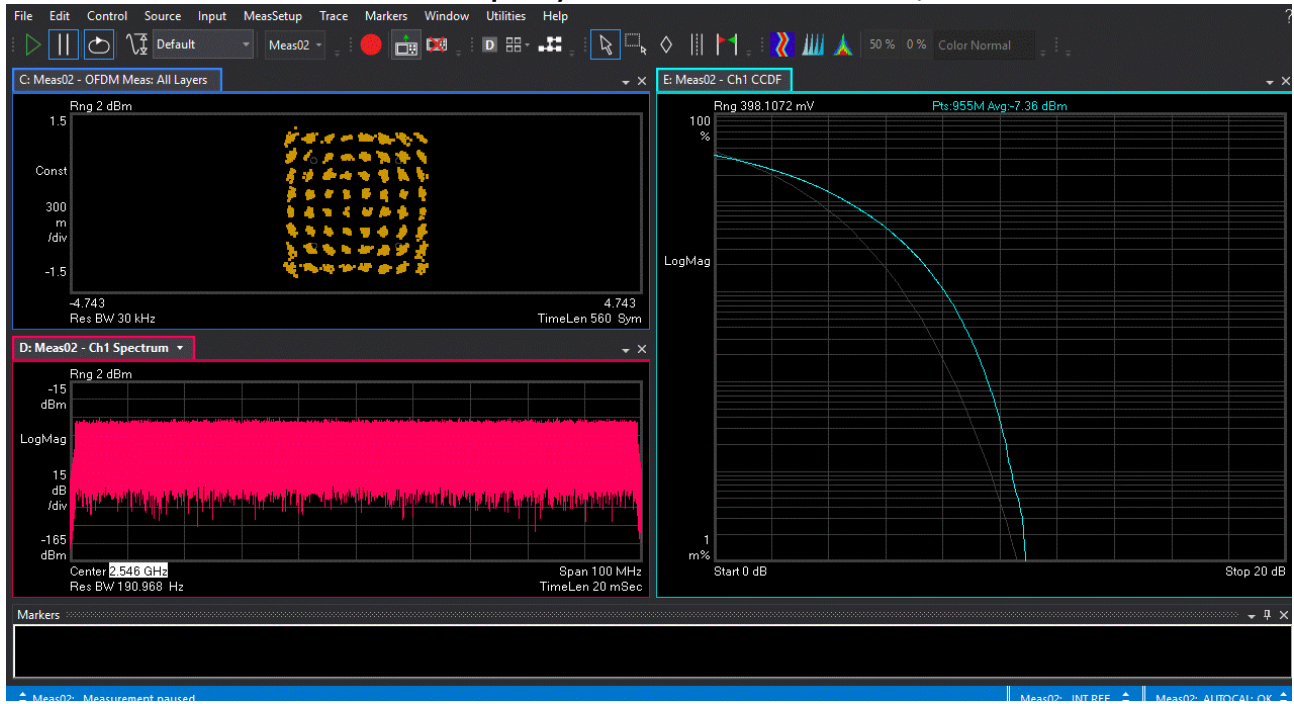 File Edit Control Source Input MeasSetup Trace Markers Window Utilities Help
Default Meas02 D 50 % 0 % Color Normal
C: Meas02 - OFDM Meas: All Layers
Rng 2 dBm
1.5
Const
300
m
/div
-1.5
-4.743 4.743
Res BW 30 kHz TimeLen 560 Sym
D: Meas02 - Ch1 Spectrum
Rng 2 dBm
-15
dBm
LogMag
15
dB
/div
-165
dBm
Center 2.546 GHz Span 100 MHz
Res BW 190.968 Hz TimeLen 20 mSec
E: Meas02 - Ch1 CCDF
Rng 398.1072 mV Pts:955M Avg:-7.36 dBm
100
%
LogMag
1
m%
Start 0 dB Stop 20 dB
Markers
Meas02: Measurement paused Meas02: INT REF Meas02: AUTOCAL: OK